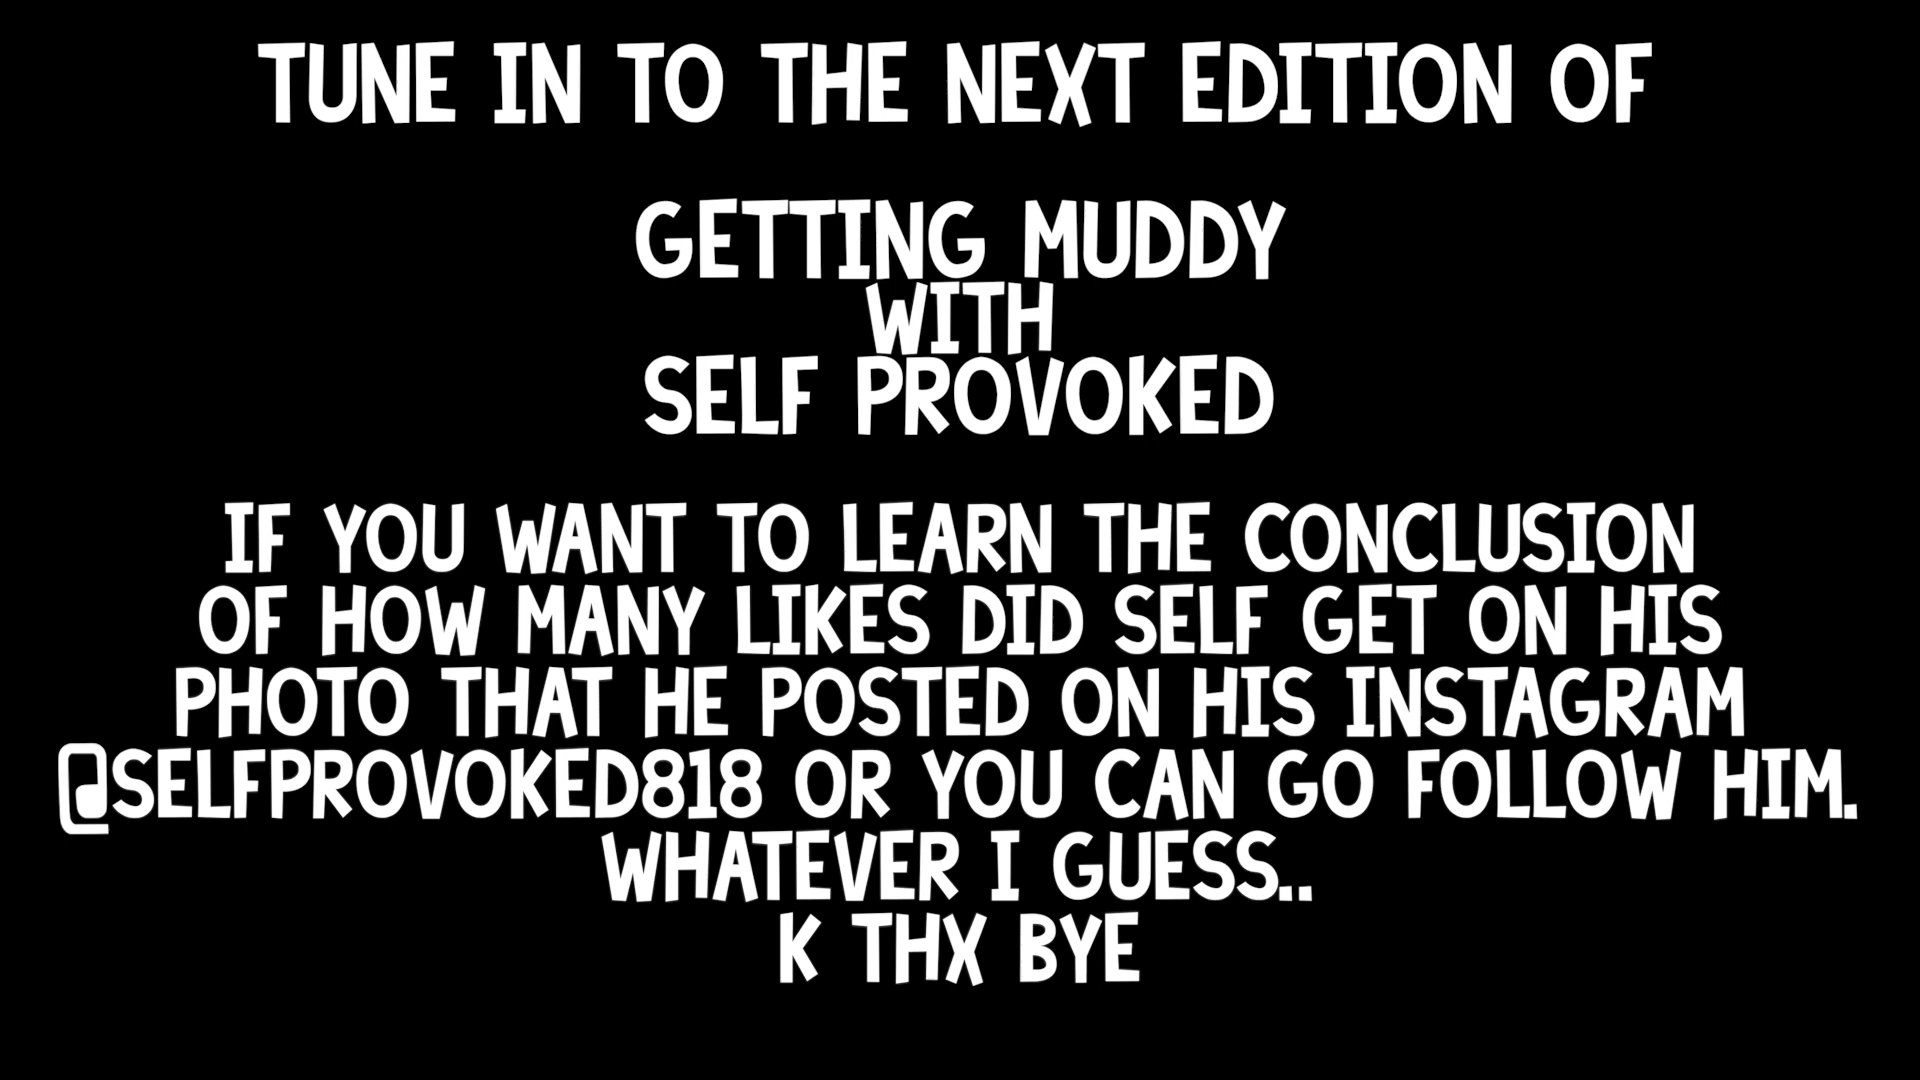 TUNE IN TO THE NEXT EDITION OF
GETTING MUDDY
WITH
SELF PROVOKED
IF YOU WANT TO LEARN THE CONCLUSION
OF HOW MANY LIKES DID SELF GET ON HIS
PHOTO THAT HE POSTED ON HIS INSTAGRAM
@SELFPROVOKED818 OR YOU CAN GO FOLLOW HIM.
WHATEVER I GUESS..
K THX BYE